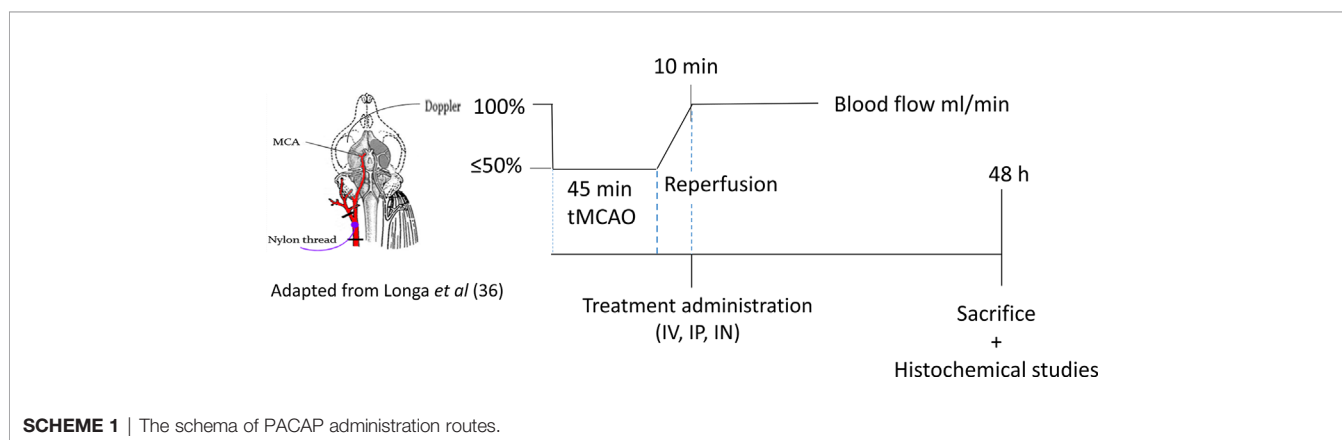 10 min
Doppler
100%
Blood flow ml/min
MCA
≤50%
Reperfusion
48 h
45 min
tMCAO
Nylon thread
Adapted from Longa et al (36)
Treatment administration
(IV, IP, IN)
Sacrifice
+
Histochemical studies
SCHEME 1 | The schema of PACAP administration routes.